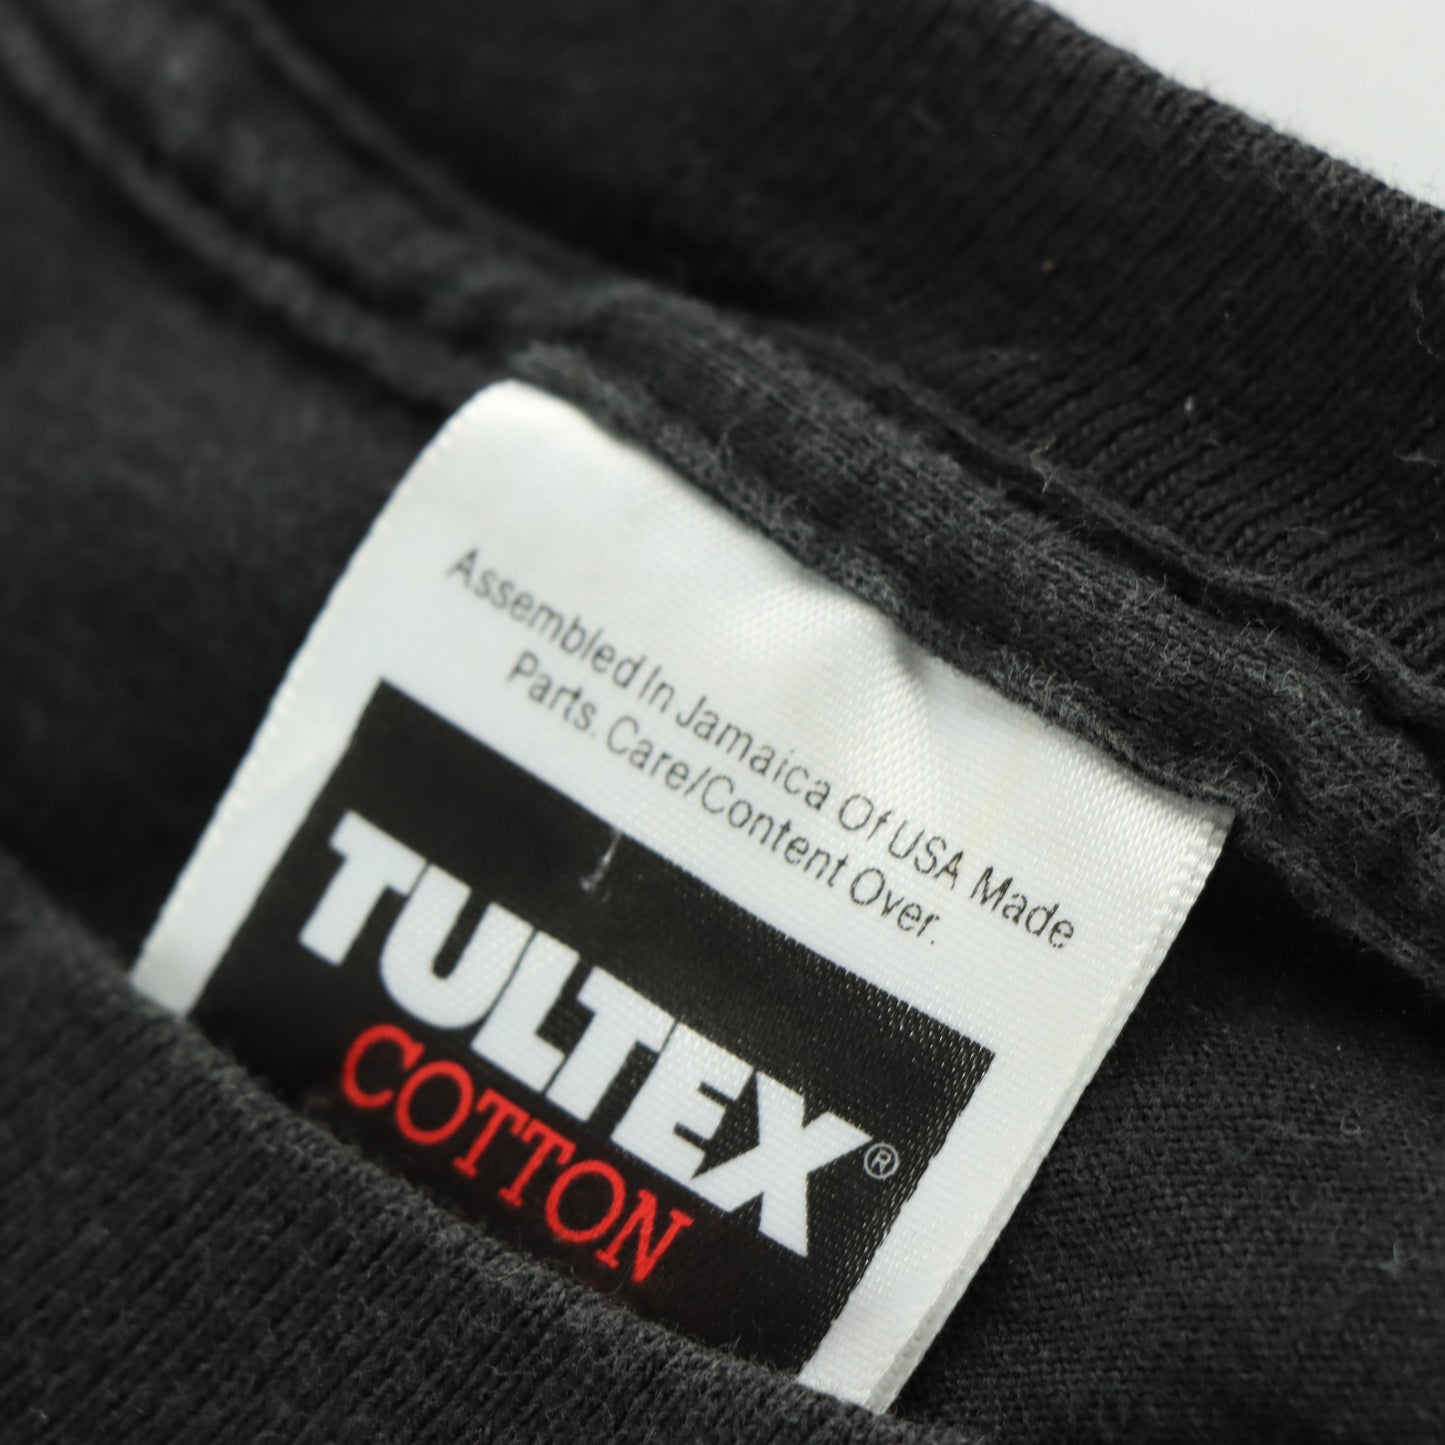 Assembled In Jamaica Of USA Made
Parts. Care/Content Over.
TULTEX®
COTTON